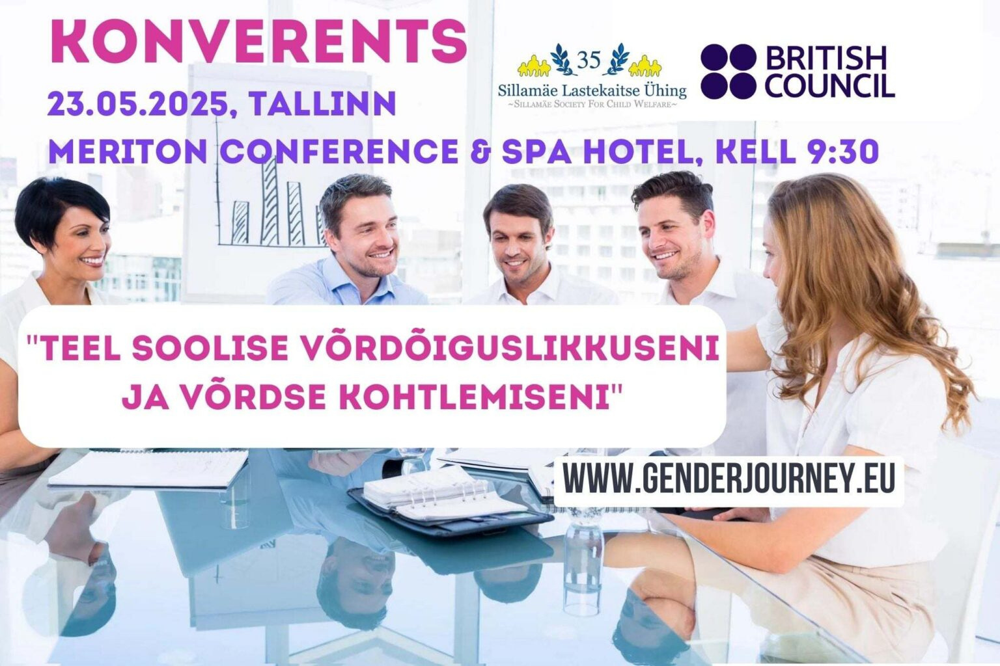 KONVERENTS
35
Sillamäe Lastekaitse Ühing
~Sillamäe Society For Child Welfare~
BRITISH
COUNCIL
23.05.2025, TALLINN
MERITON CONFERENCE & SPA HOTEL, KELL 9:30
"TEEL SOOLISE VÕRDÕIGUSLIKKUSENI
JA VÕRDSE KOHTLEMISENI"
WWW.GENDERJOURNEY.EU